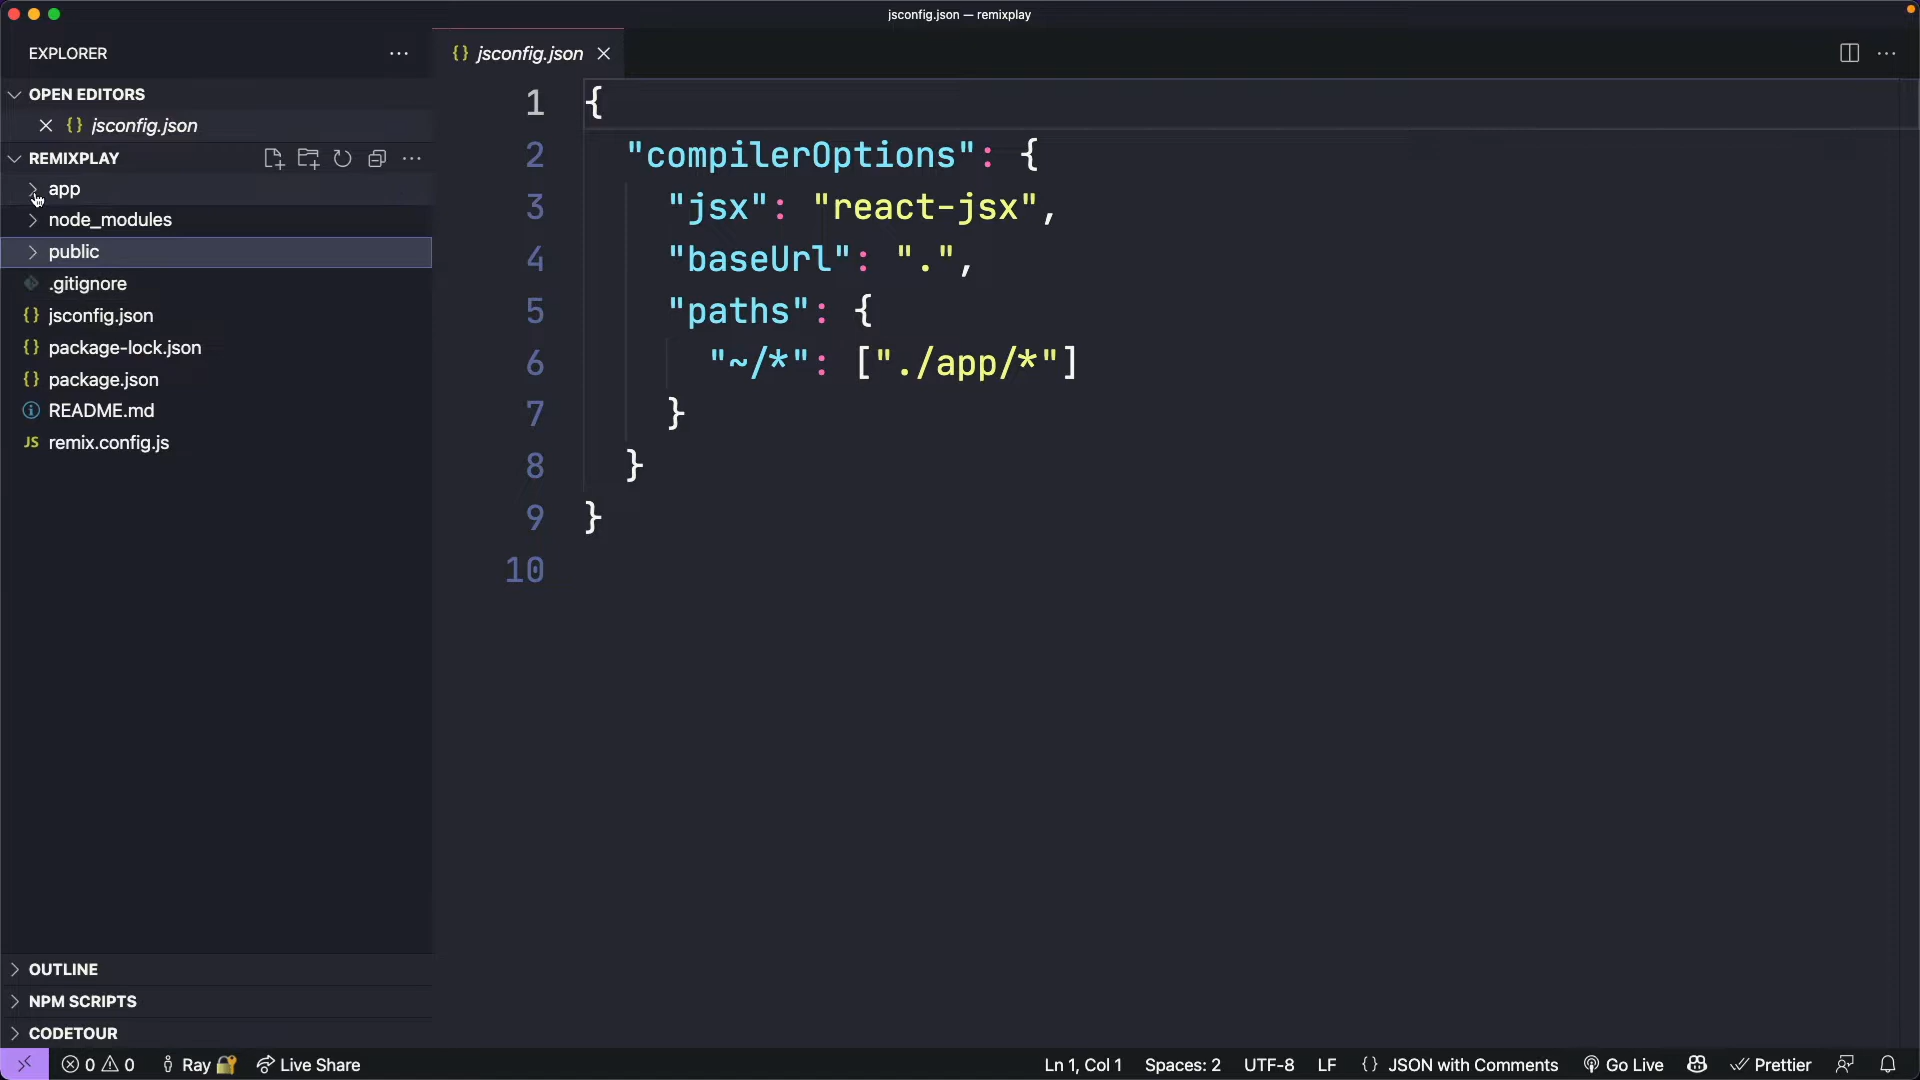 jsconfig.json — remixplay
EXPLORER
jsconfig.json
OPEN EDITORS
jsconfig.json
REMIXPLAY
app
node_modules
public
.gitignore
jsconfig.json
package-lock.json
package.json
README.md
JS remix.config.js
OUTLINE
NPM SCRIPTS
CODETOUR
1 {
2 "compilerOptions": {
3 "jsx": "react-jsx",
4 "baseUrl": ".",
5 "paths": {
6 "~/*": ["./app/*"]
7 }
8 }
9 }
10
0 0 Ray Live Share Ln 1, Col 1 Spaces: 2 UTF-8 LF {} JSON with Comments Go Live Prettier